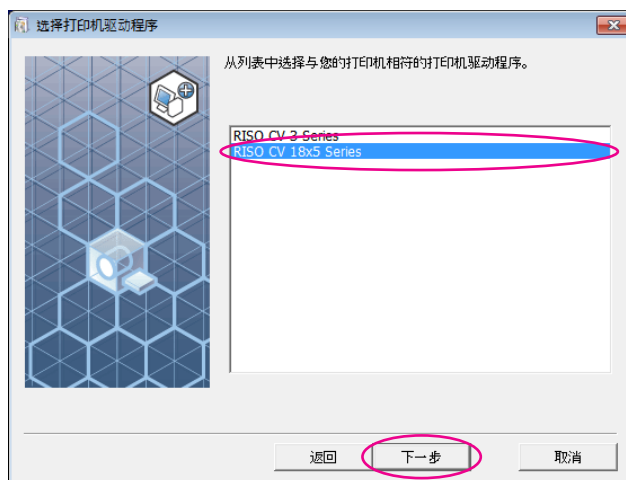 选择打印机驱动程序
从列表中选择与您的打印机相符的打印机驱动程序。
RISO CV 3 Series
RISO CV 18x5 Series
返回
下一步
取消